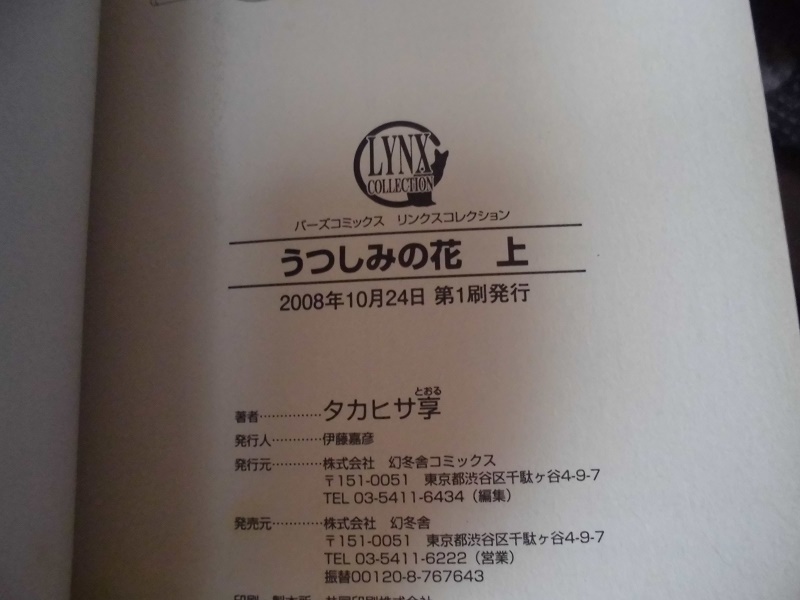 LYNX
COLLECTION
バーズコミックス リンクスコレクション
うつしみの花 上
2008年10月24日 第1刷発行
とおる
著者……………タカヒサ享
発行人…………伊藤嘉彦
発行元…………株式会社 幻冬舎コミックス
〒151-0051 東京都渋谷区千駄ヶ谷4-9-7
TEL 03-5411-6434（編集）
発売元…………株式会社 幻冬舎
〒151-0051 東京都渋谷区千駄ヶ谷4-9-7
TEL 03-5411-6222（営業）
振替00120-8-767643